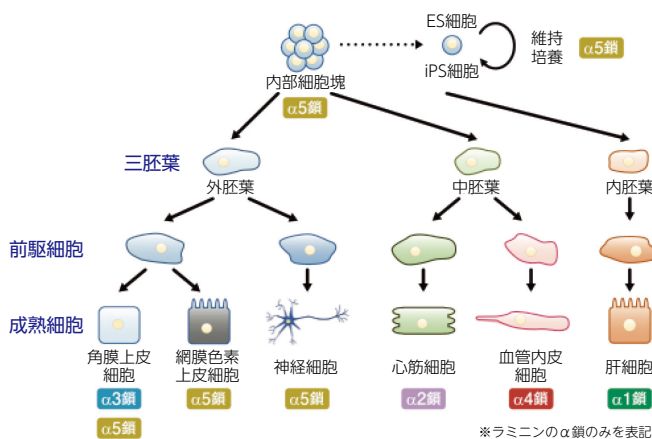 ES細胞
iPS細胞
維持
培養
α5鎖
内部細胞塊
α5鎖
三胚葉
外胚葉
中胚葉
内胚葉
前駆細胞
成熟細胞
角膜上皮
細胞
α3鎖
α5鎖
網膜色素
上皮細胞
α5鎖
神経細胞
α5鎖
心筋細胞
α2鎖
血管内皮
細胞
α4鎖
肝細胞
α1鎖
※ラミニンのα鎖のみを表記